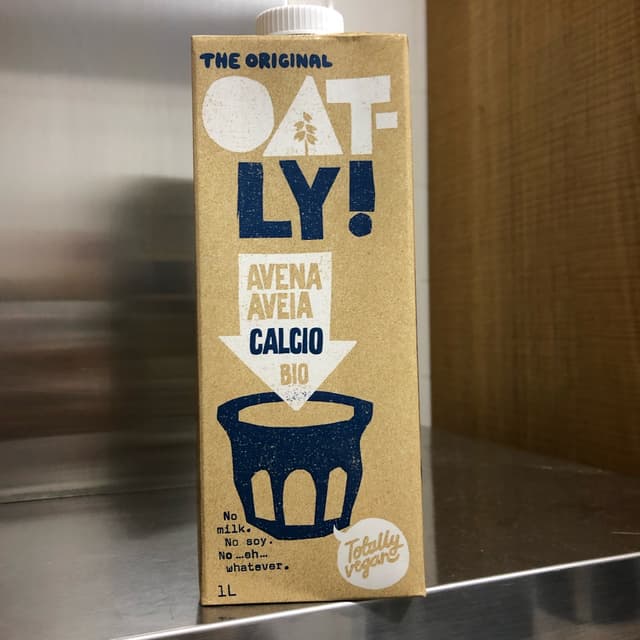 THE ORIGINAL
OAT-
LY!
AVENA
AVEIA
CALCIO
BIO
No
milk.
No soy.
No ...eh...
whatever.
Totally
vegan
1L